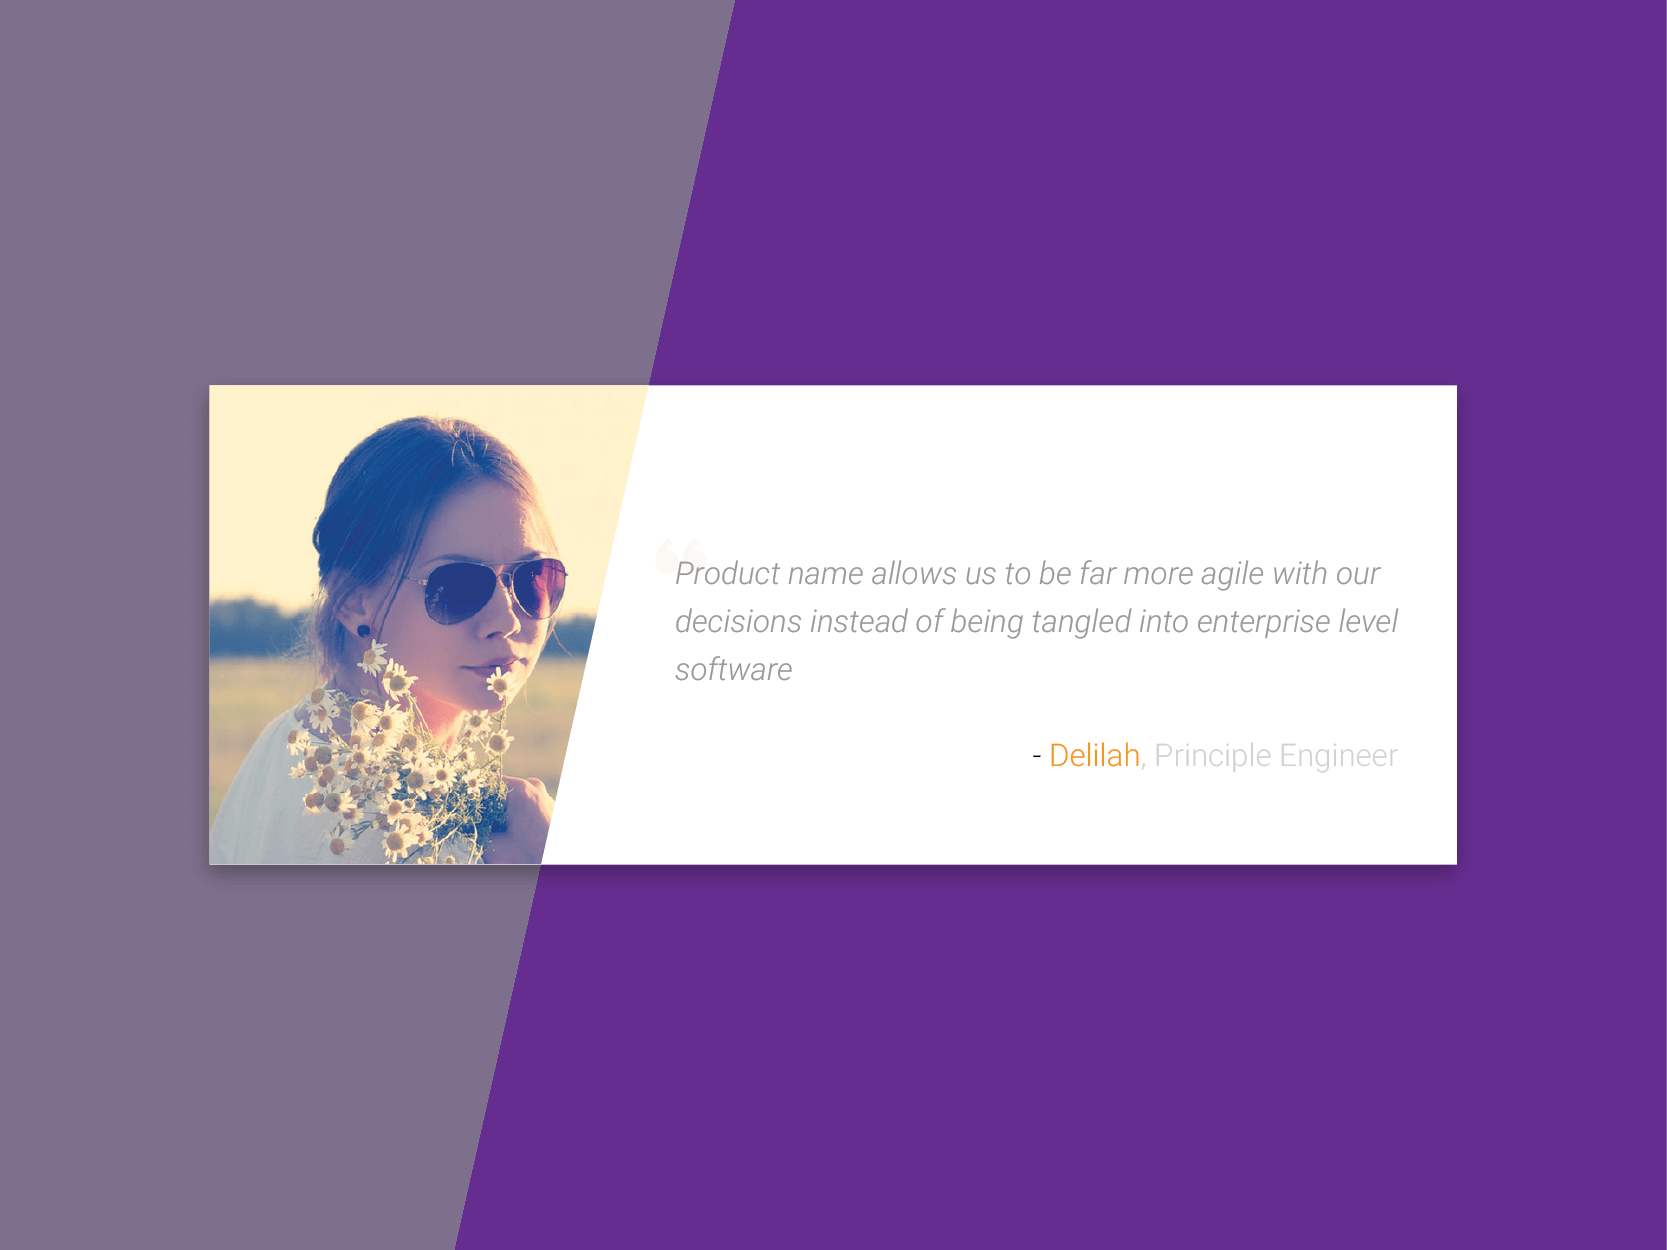 “Product name allows us to be far more agile with our
decisions instead of being tangled into enterprise level
software
- Delilah, Principle Engineer